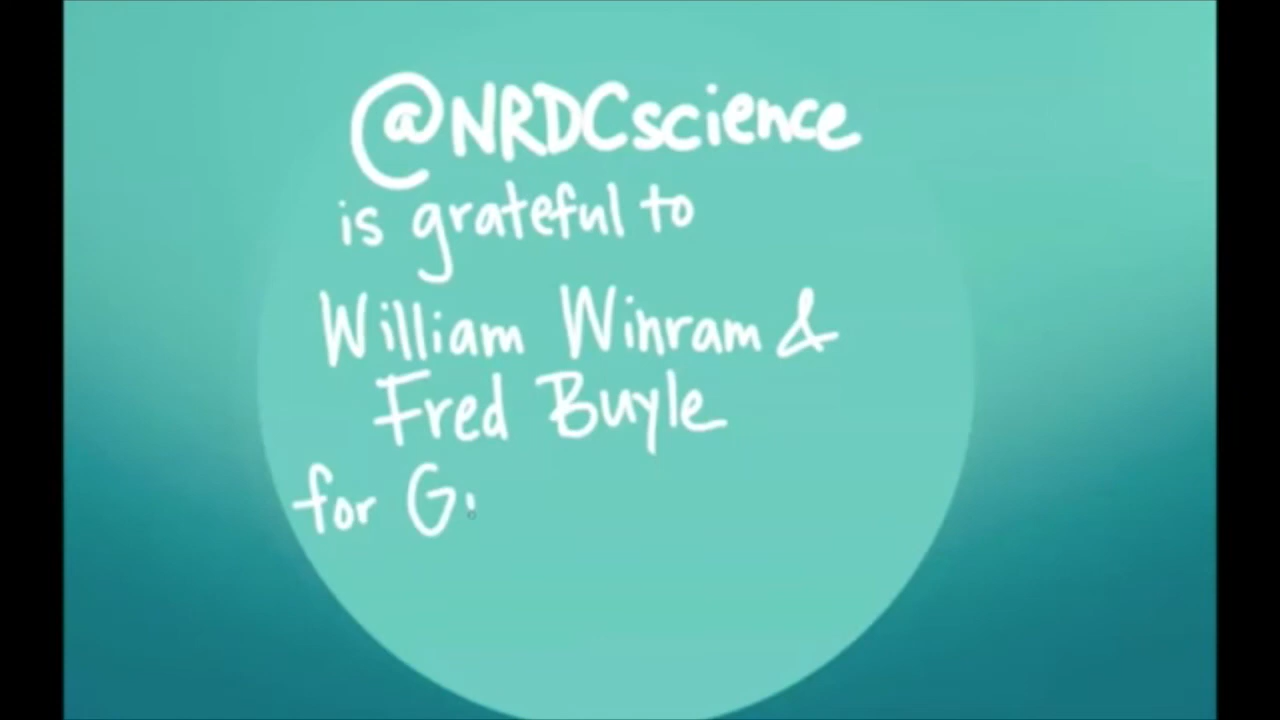 @NRDCscience
is grateful to
William Winram &
Fred Buyle
for G